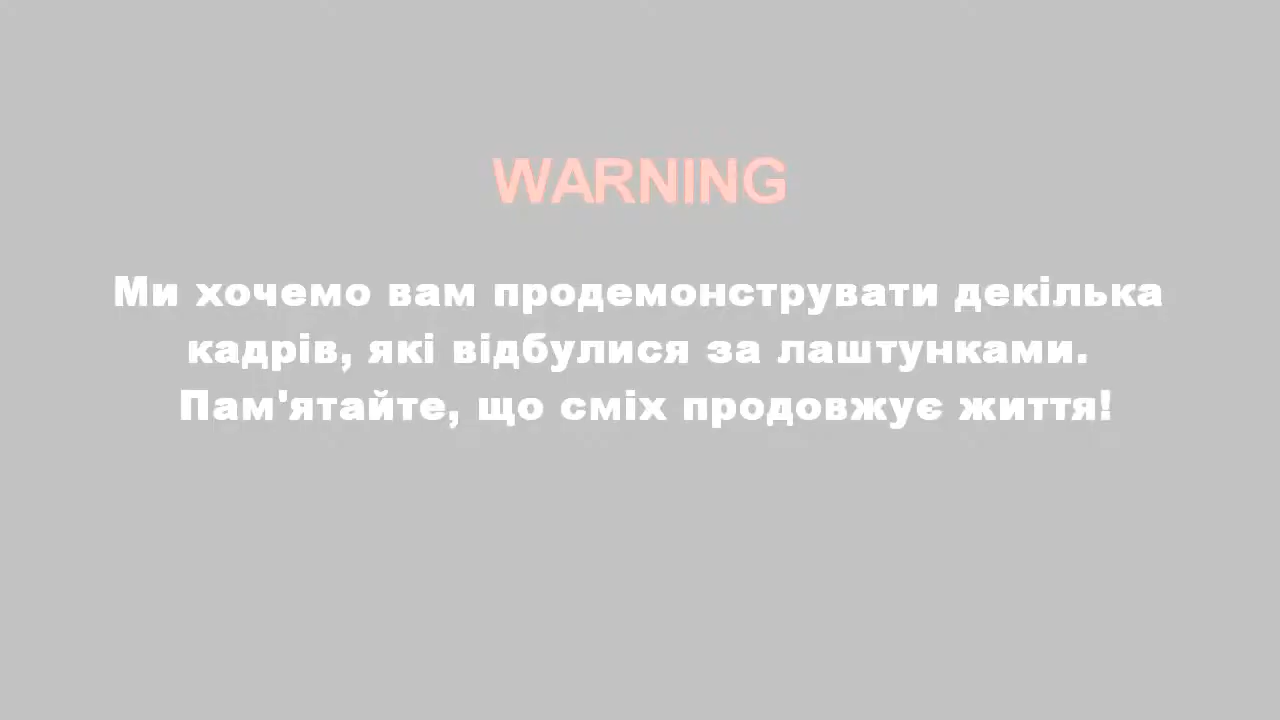 WARNING
Ми хочемо вам продемонструвати декілька
кадрів, які відбулися за лаштунками.
Пам'ятайте, що сміх продовжує життя!